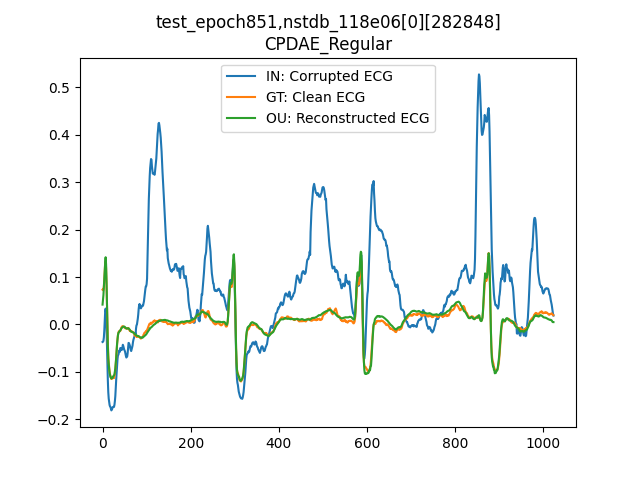 test_epoch851,nstdb_118e06[0][282848]
CPDAE_Regular
IN: Corrupted ECG
GT: Clean ECG
OU: Reconstructed ECG
0.5
0.4
0.3
0.2
0.1
0.0
−0.1
−0.2
0 200 400 600 800 1000